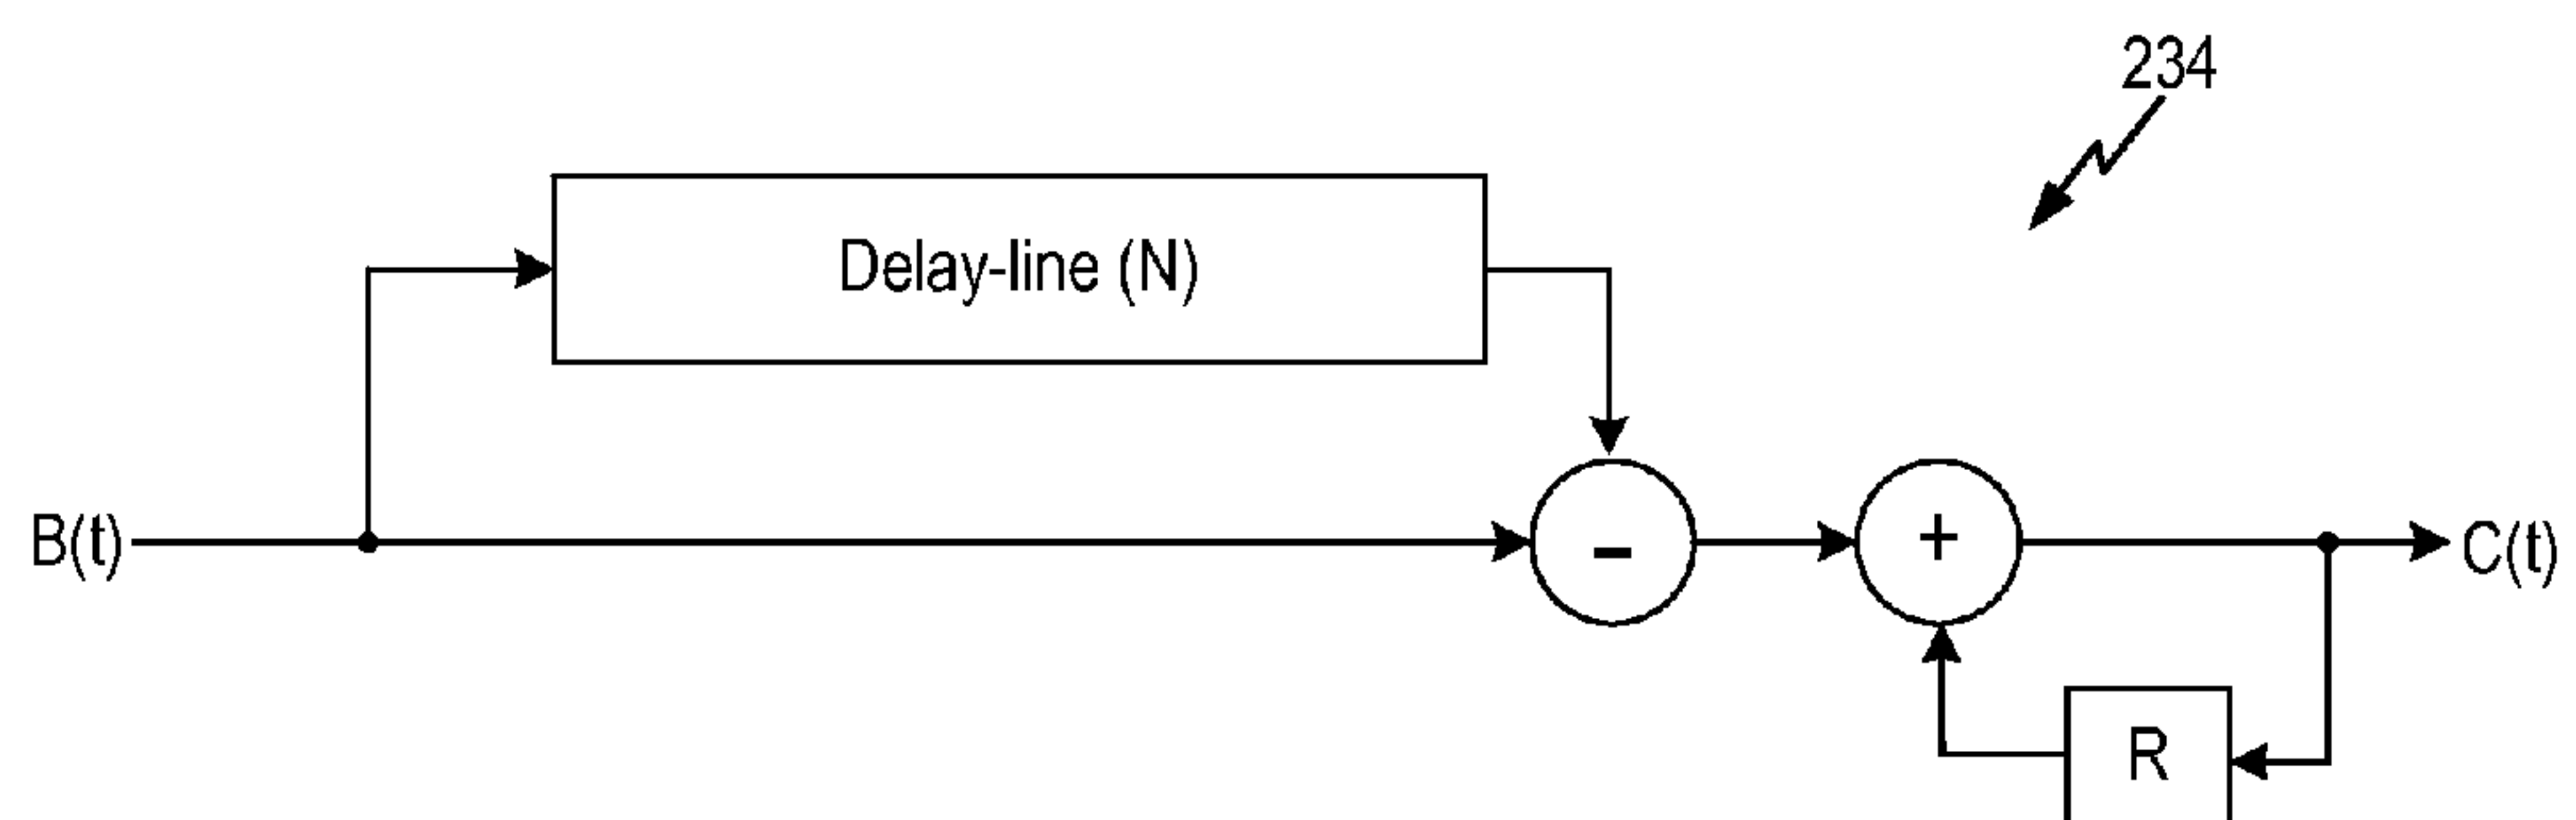 234
Delay-line (N)
B(t)
-
+
C(t)
R